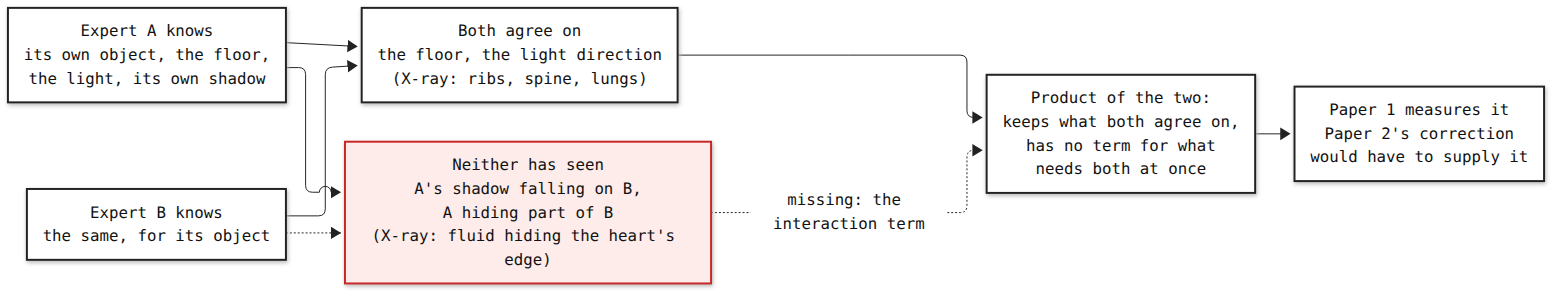 Expert A knows
its own object, the floor,
the light, its own shadow
Both agree on
the floor, the light direction
(X-ray: ribs, spine, lungs)
Expert B knows
the same, for its object
Neither has seen
A's shadow falling on B,
A hiding part of B
(X-ray: fluid hiding the heart's
edge)
missing: the
interaction term
Product of the two:
keeps what both agree on,
has no term for what
needs both at once
Paper 1 measures it
Paper 2's correction
would have to supply it